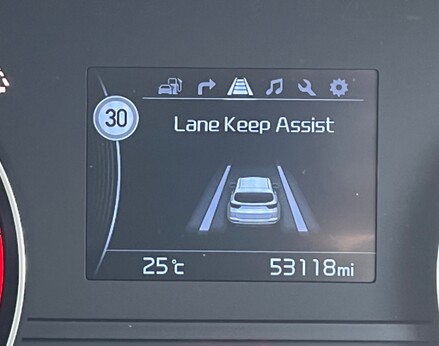 30
Lane Keep Assist
25°C
53118mi